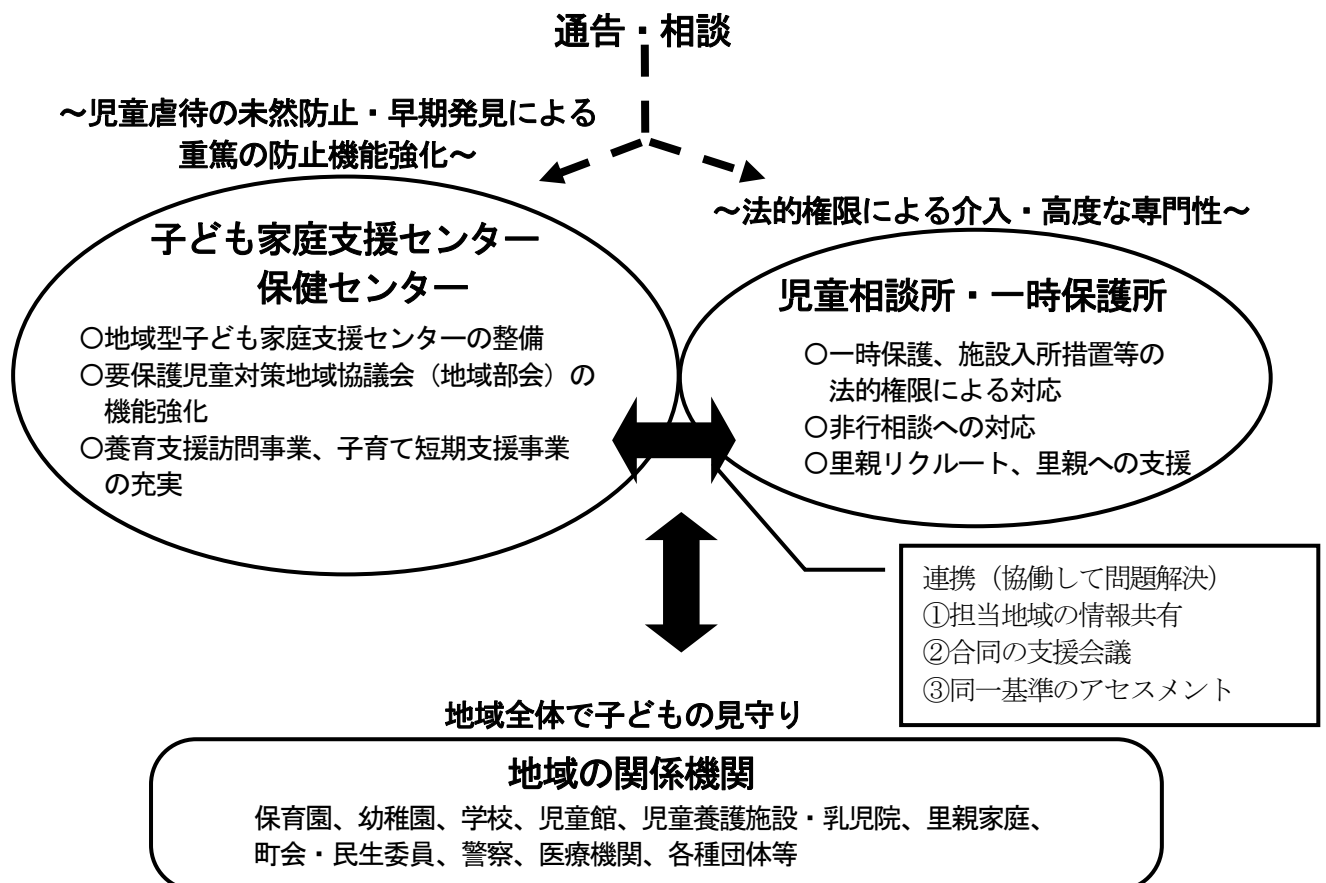 通告・相談
～児童虐待の未然防止・早期発見による
重篤の防止機能強化～
～法的権限による介入・高度な専門性～
子ども家庭支援センター
保健センター
○地域型子ども家庭支援センターの整備
○要保護児童対策地域協議会（地域部会）の
機能強化
○養育支援訪問事業、子育て短期支援事業
の充実
児童相談所・一時保護所
○一時保護、施設入所措置等の
法的権限による対応
○非行相談への対応
○里親リクルート、里親への支援
連携（協働して問題解決）
①担当地域の情報共有
②合同の支援会議
③同一基準のアセスメント
地域全体で子どもの見守り
地域の関係機関
保育園、幼稚園、学校、児童館、児童養護施設・乳児院、里親家庭、
町会・民生委員、警察、医療機関、各種団体等